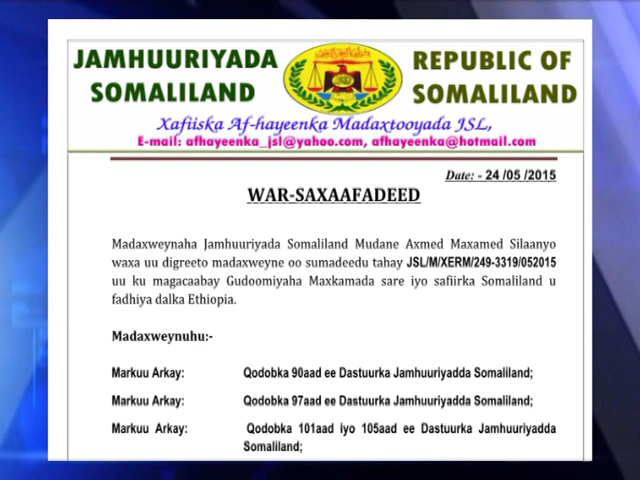 JAMHUURIYADA SOMALILAND
REPUBLIC OF SOMALILAND
Xafiiska Af-hayeenka Madaxtooyada JSL,
E-mail: afhayeenka_jsl@yahoo.com, afhayeenka@hotmail.com
Date: - 24 /05 /2015
WAR-SAXAAFADEED
Madaxweynaha Jamhuuriyada Somaliland Mudane Axmed Maxamed Silaanyo
waxa uu digreeto madaxweyne oo sumadeedu tahay JSL/M/XERM/249-3319/052015
uu ku magacaabay Gudoomiyaha Maxkamada sare iyo safiirka Somaliland u
fadhiya dalka Ethiopia.
Madaxweynuhu:-
Markuu Arkay: Qodobka 90aad ee Dastuurka Jamhuuriyadda Somaliland;
Markuu Arkay: Qodobka 97aad ee Dastuurka Jamhuuriyadda Somaliland;
Markuu Arkay: Qodobka 101aad iyo 105aad ee Dastuurka Jamhuuriyadda
Somaliland;